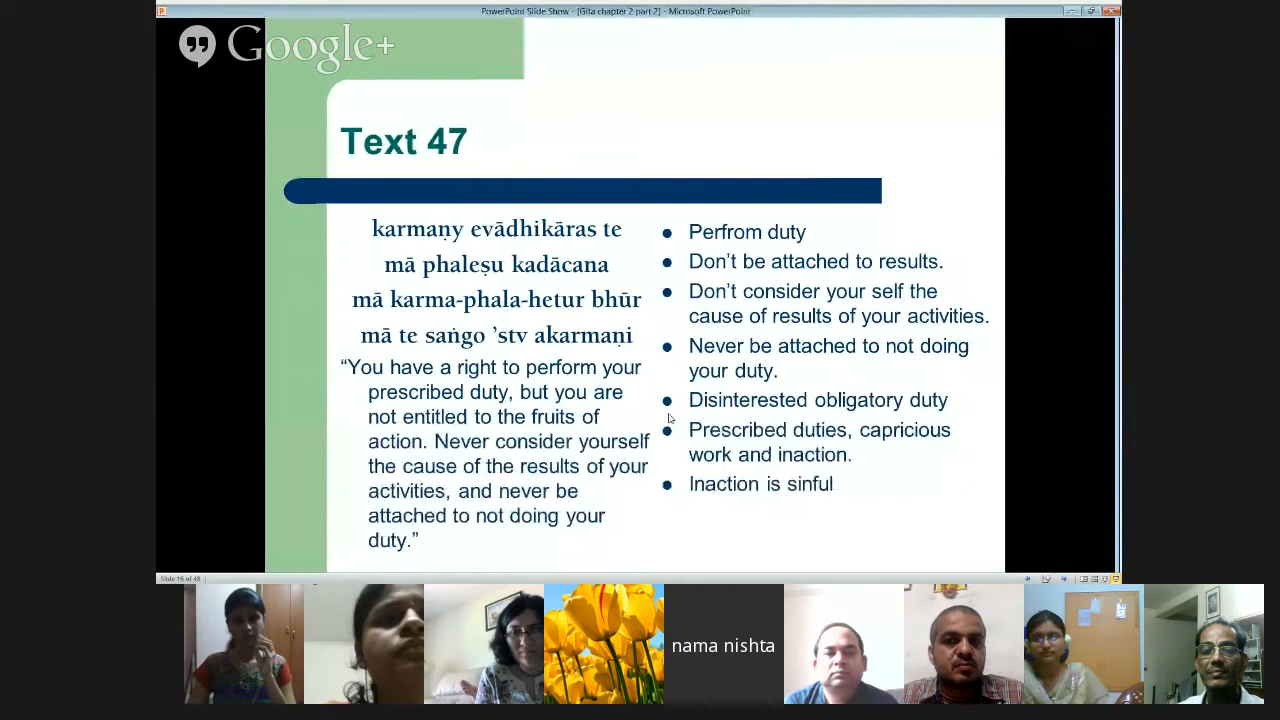 PowerPoint Slide Show - [Gita chapter 2 part 2] - Microsoft PowerPoint
Google+
Text 47
karmaṇy evādhikāras te
mā phaleṣu kadācana
mā karma-phala-hetur bhūr
mā te saṅgo ’stv akarmaṇi
“You have a right to perform your
prescribed duty, but you are
not entitled to the fruits of
action. Never consider yourself
the cause of the results of your
activities, and never be
attached to not doing your
duty.”
● Perfrom duty
● Don’t be attached to results.
● Don’t consider your self the
cause of results of your activities.
● Never be attached to not doing
your duty.
● Disinterested obligatory duty
● Prescribed duties, capricious
work and inaction.
● Inaction is sinful
Slide 16 of 48
nama nishta